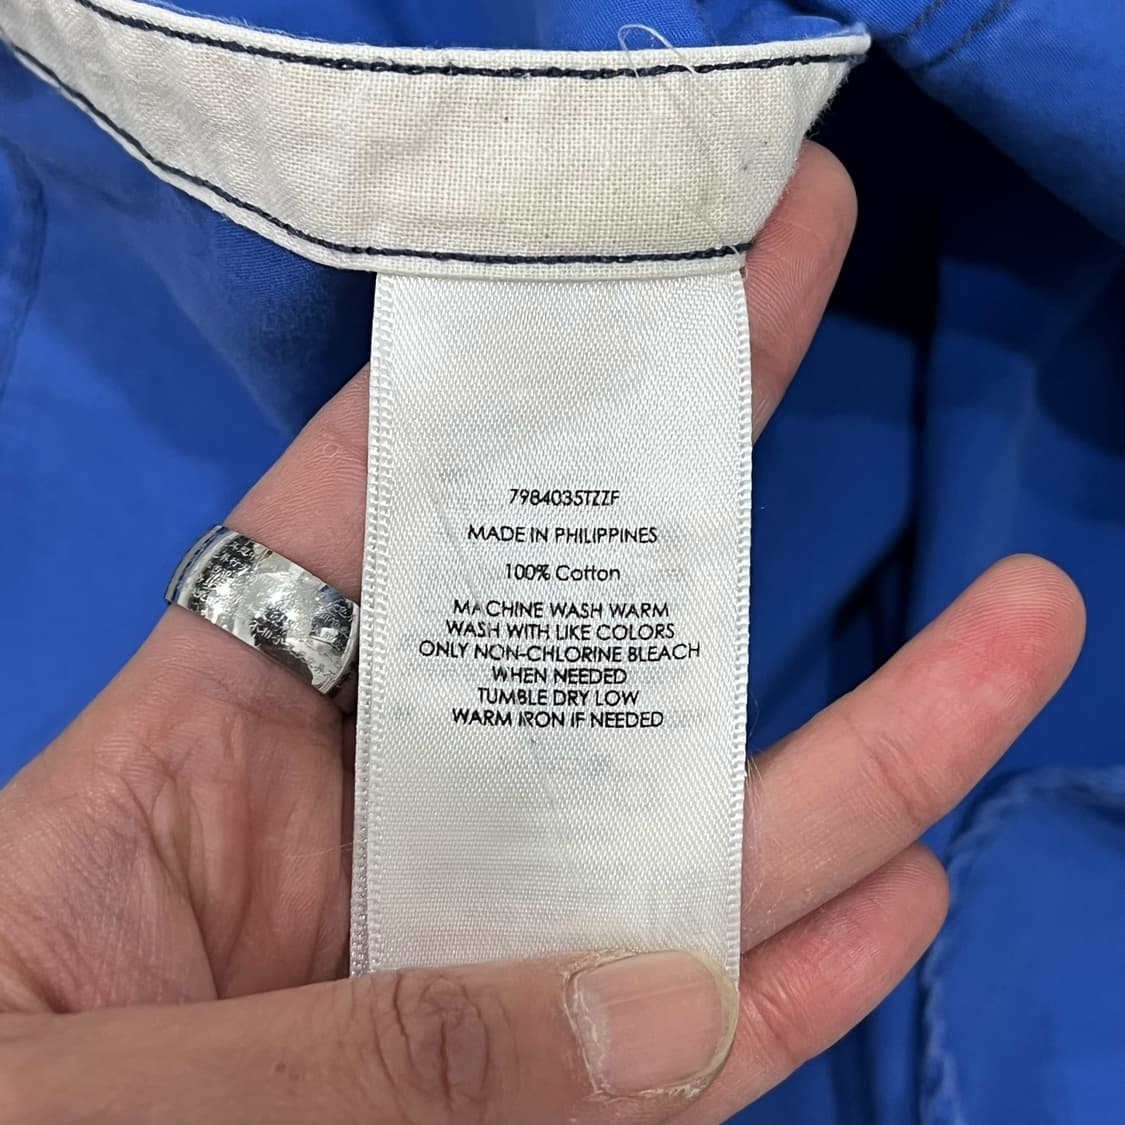 7984035TZZF
MADE IN PHILIPPINES
100% Cotton
MACHINE WASH WARM
WASH WITH LIKE COLORS
ONLY NON-CHLORINE BLEACH
WHEN NEEDED
TUMBLE DRY LOW
WARM IRON IF NEEDED